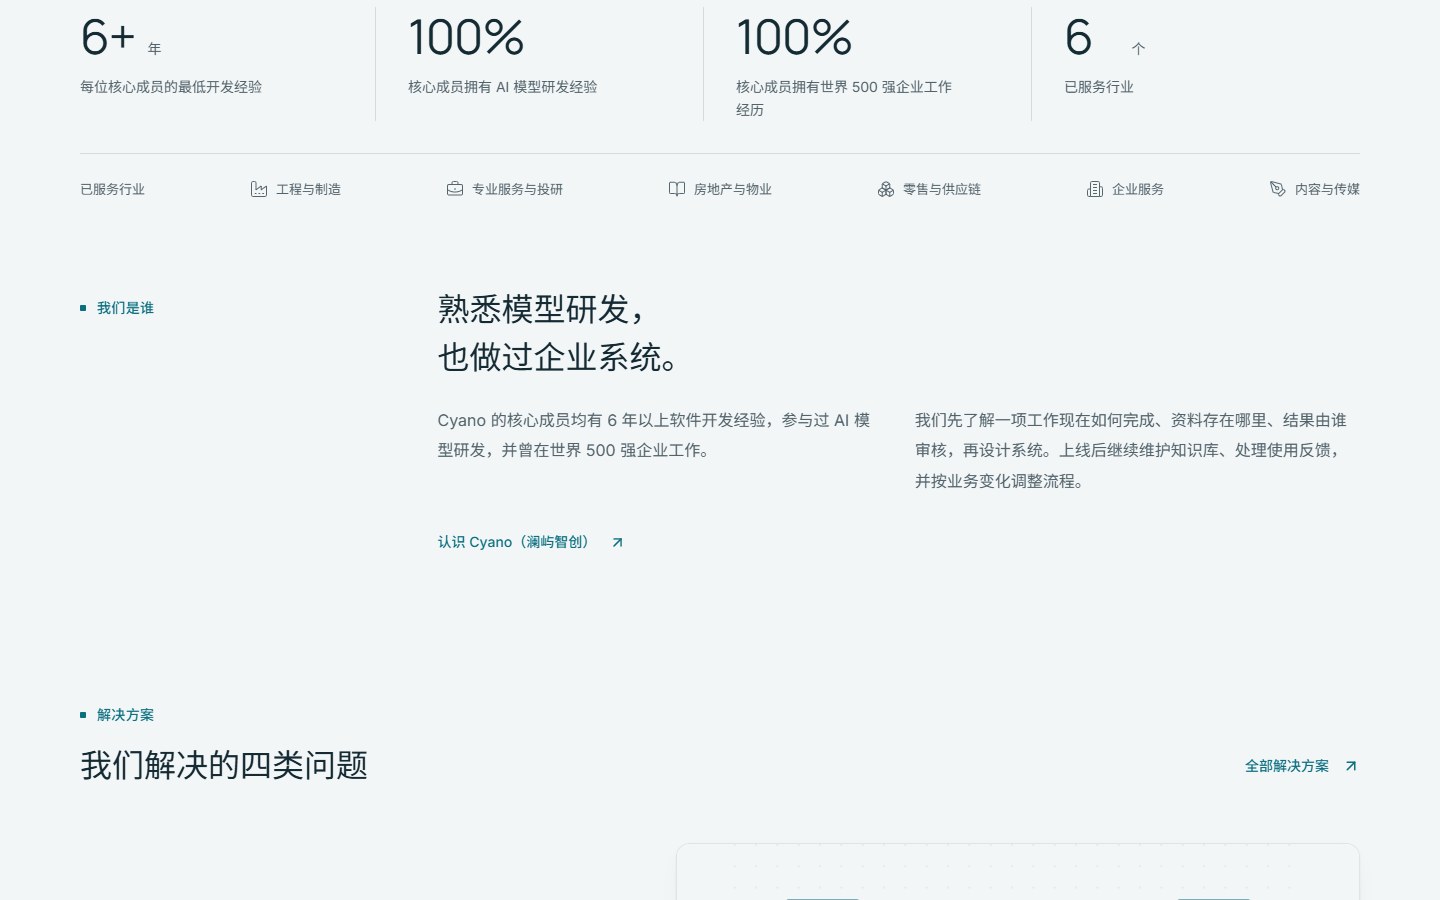 6+ 年
每位核心成员的最低开发经验
100%
核心成员拥有 AI 模型研发经验
100%
核心成员拥有世界 500 强企业工作
经历
6 个
已服务行业
已服务行业
工程与制造
专业服务与投研
房地产与物业
零售与供应链
企业服务
内容与传媒
我们是谁
熟悉模型研发，
也做过企业系统。
Cyano 的核心成员均有 6 年以上软件开发经验，参与过 AI 模
型研发，并曾在世界 500 强企业工作。
我们先了解一项工作现在如何完成、资料存在哪里、结果由谁
审核，再设计系统。上线后继续维护知识库、处理使用反馈，
并按业务变化调整流程。
认识 Cyano（澜屿智创）
解决方案
我们解决的四类问题
全部解决方案